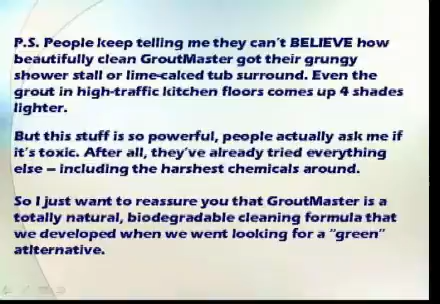 P.S. People keep telling me they can't BELIEVE how
beautifully clean GroutMaster got their grungy
shower stall or lime-caked tub surround. Even the
grout in high-traffic kitchen floors comes up 4 shades
lighter.
But this stuff is so powerful, people actually ask me if
it's toxic. After all, they've already tried everything
else – including the harshest chemicals around.
So I just want to reassure you that GroutMaster is a
totally natural, biodegradable cleaning formula that
we developed when we went looking for a "green"
atlternative.